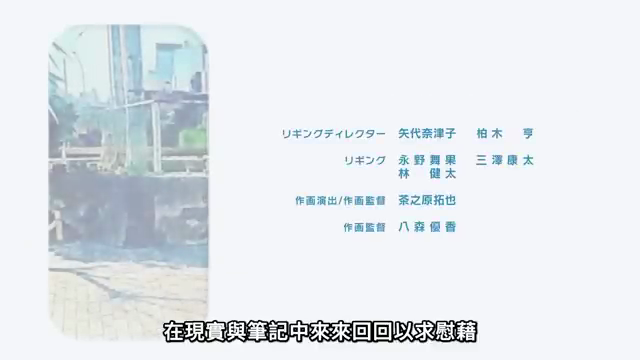 リギングディレクター 矢代奈津子 柏木 亨
リギング 永野舞果 三澤康太
林 健太
作画演出/作画監督 茶之原拓也
作画監督 八森優香
在現實與筆記中來來回回以求慰藉